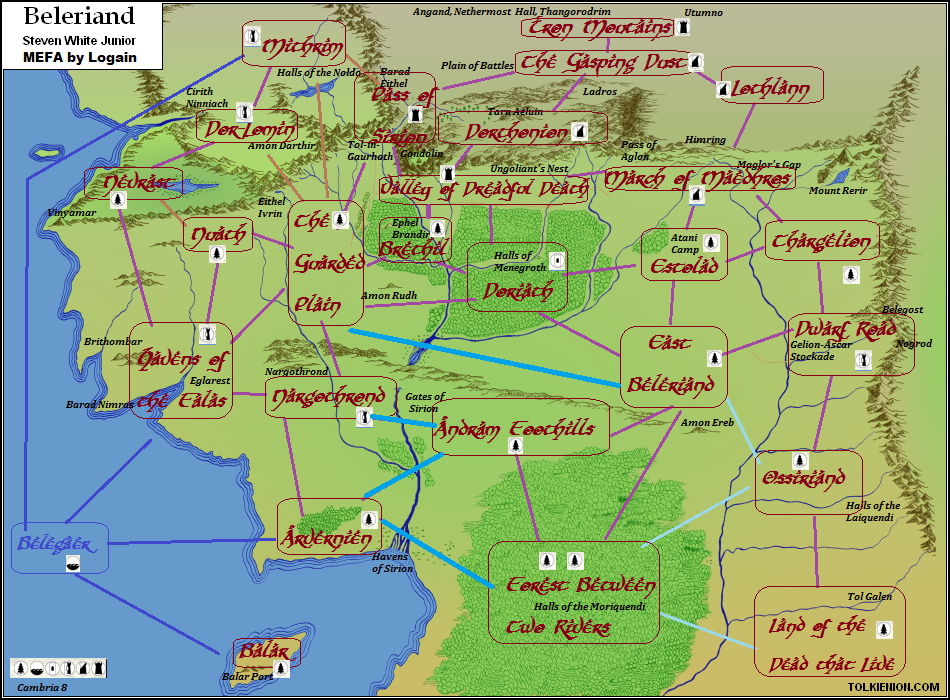 Beleriand
Steven White Junior
MEFA by Logain
Angand, Nethermost Hall, Thangorodrim
Utumno
Iron Moutains
Mithrim
Plain of Battles
The Gasping Dust
Halls of the Noldo
Barad
Eithel
Pass of
Sirion
Ladros
Lothlann
Cirith
Ninniach
Dor Lomin
Amon Darthir
Tarn Aeluin
Dorthonion
Tol-in-
Gaurhoth
Gondolin
Pass of
Aglon
Himring
Maglor's Gap
Ungoliant's Nest
Valley of Dreadful Death
March of Maedhros
Mount Rerir
Nevrast
Vinyamar
Eithel
Ivrin
Nuath
The
Guarded
Plain
Ephel
Brandir
Brethil
Halls of
Menegroth
Doriath
Atani
Camp
Estolad
Thargelion
Amon Rudh
Belegost
Dwarf Road
Gelion-Ascar
Stockade
Nogrod
Brithombar
Havens of
Eglarest
the Falas
Barad Nimras
East
Beleriand
Nargothrond
Nargothrond
Gates of
Sirion
Andram Foothills
Amon Ereb
Ossiriand
Halls of the
Laiquendi
Belegaer
Arvernien
Havens
of Sirion
Forest Between
Halls of the Moriquendi
Two Rivers
Tol Galen
Land of the
Dead that Live
Balar
Balar Port
Cambria 8
TOLKIENION.COM